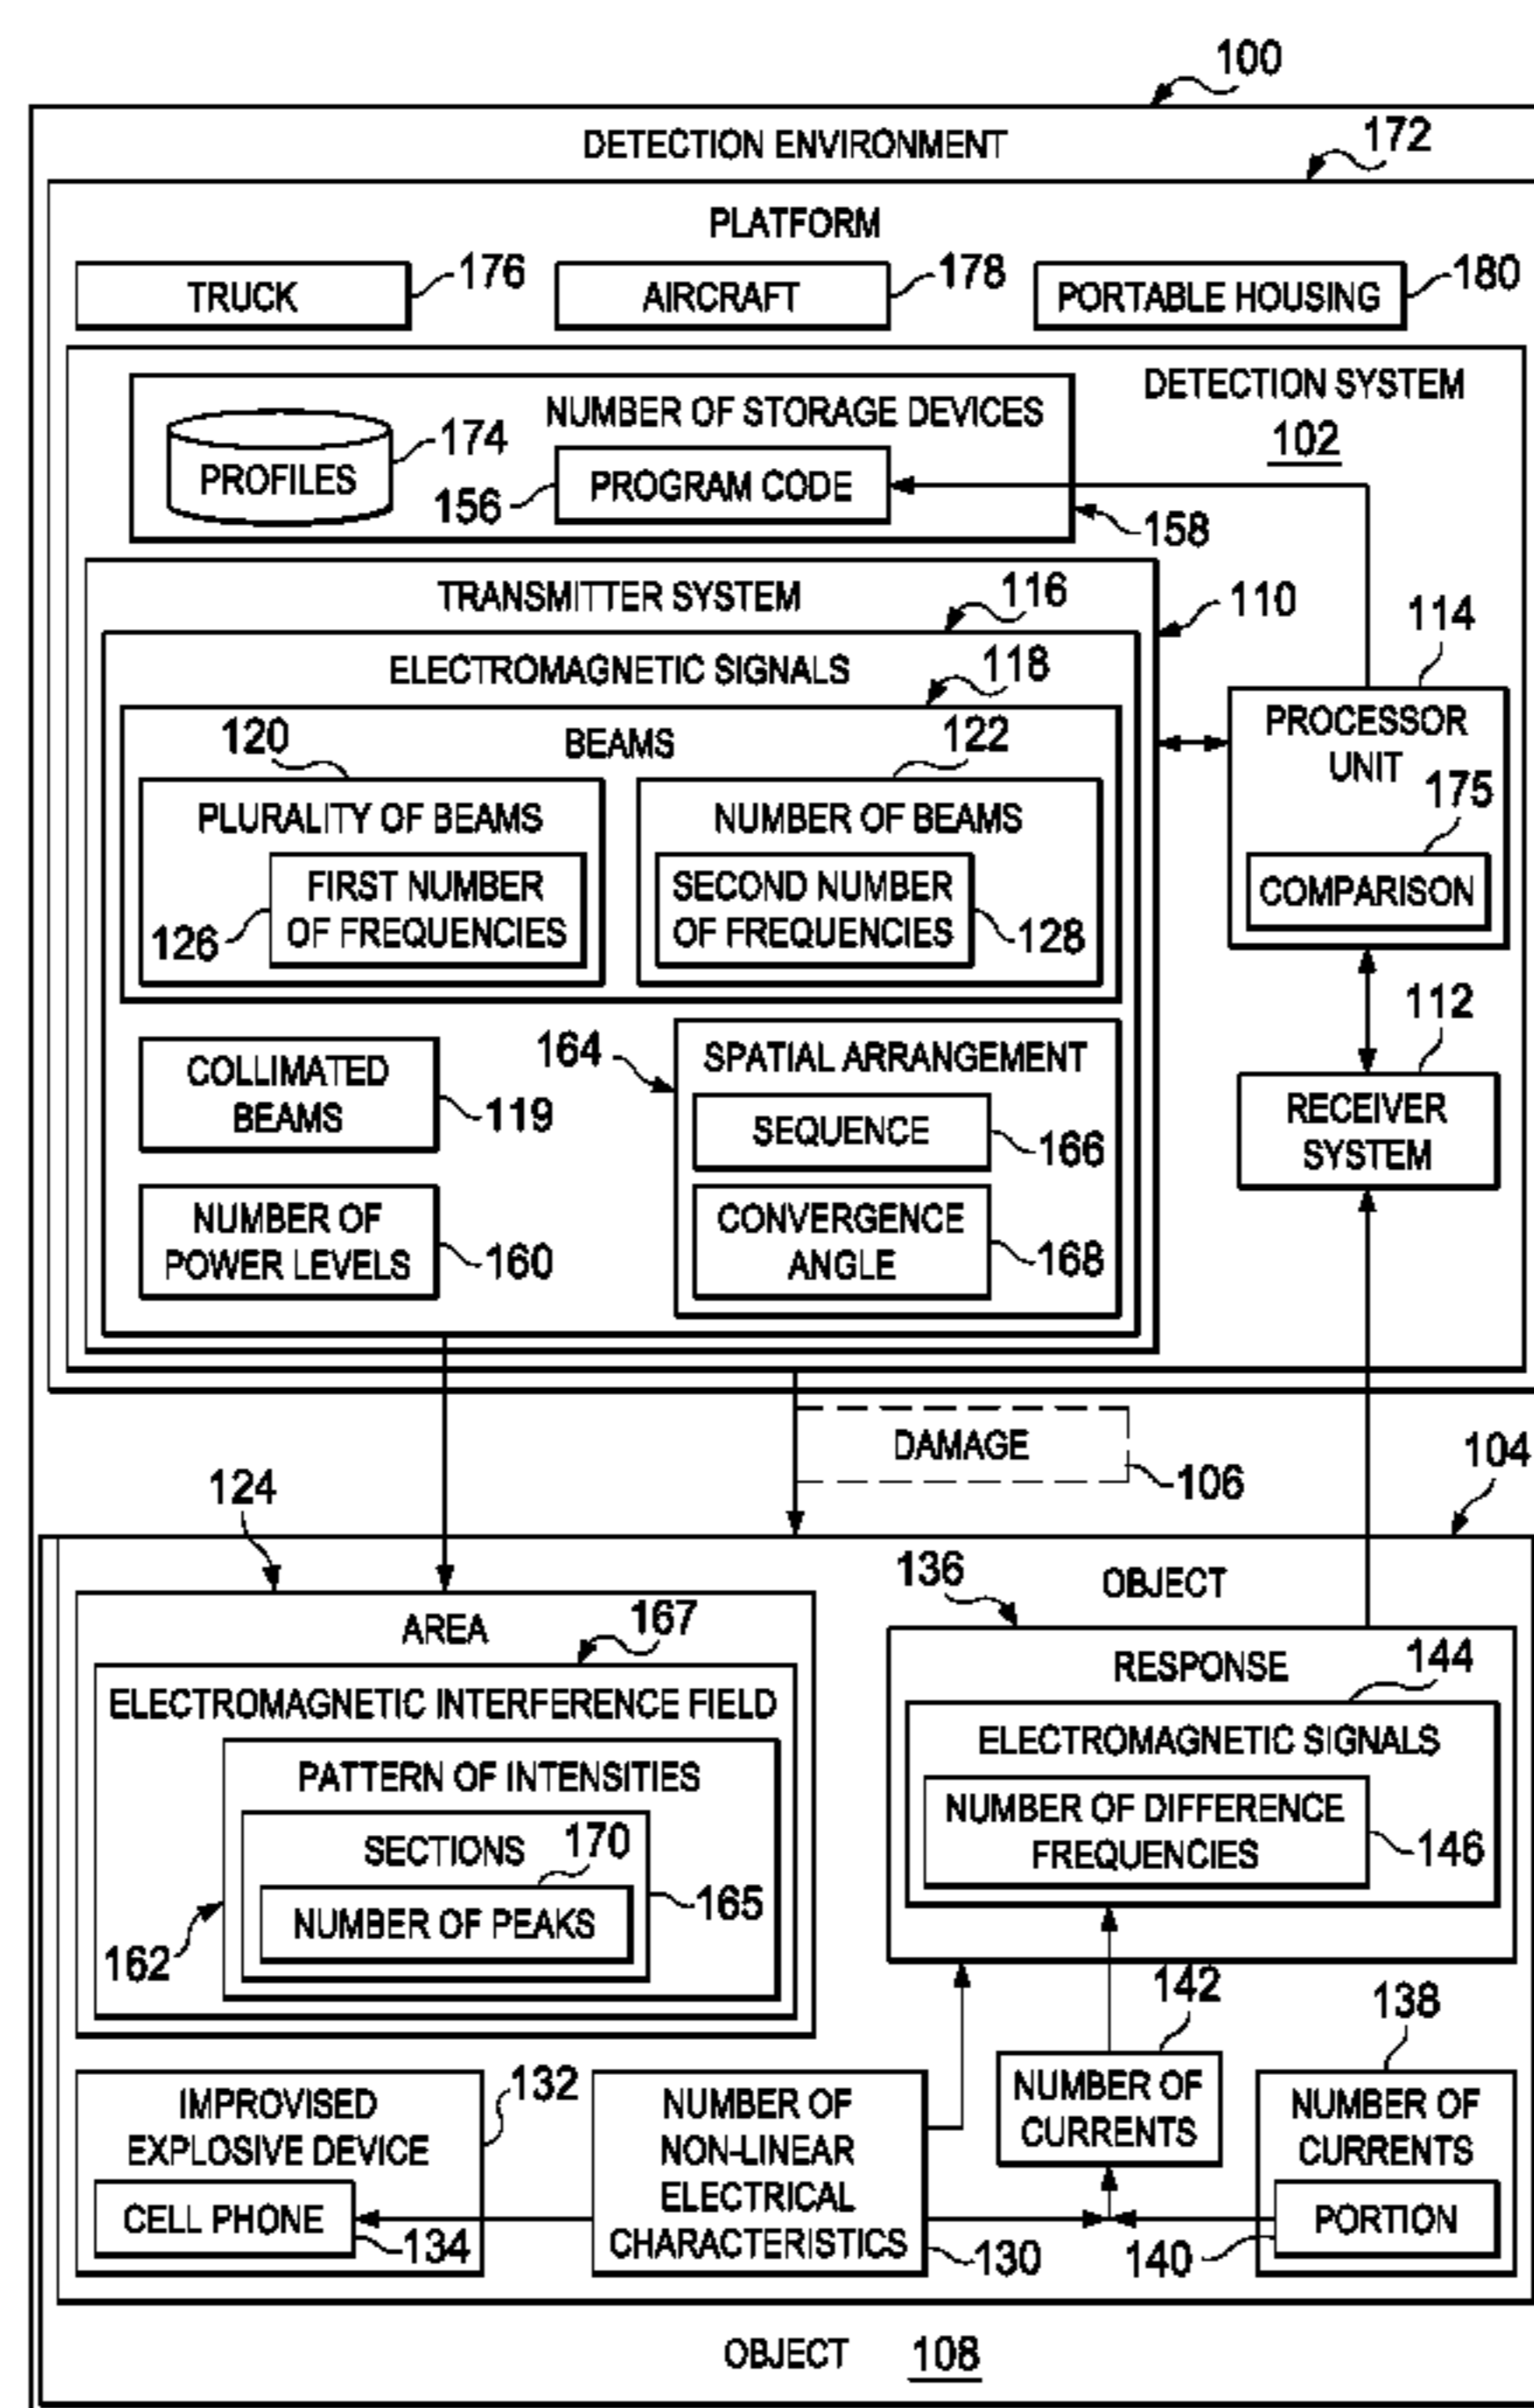 100
DETECTION ENVIRONMENT
172
PLATFORM
TRUCK
176
AIRCRAFT
178
PORTABLE HOUSING
180
DETECTION SYSTEM
102
NUMBER OF STORAGE DEVICES
PROFILES
174
156
PROGRAM CODE
158
TRANSMITTER SYSTEM
116
110
ELECTROMAGNETIC SIGNALS
118
114
PROCESSOR
UNIT
175
COMPARISON
120
BEAMS
122
PLURALITY OF BEAMS
FIRST NUMBER
OF FREQUENCIES
126
NUMBER OF BEAMS
SECOND NUMBER
OF FREQUENCIES
128
112
RECEIVER
SYSTEM
COLLIMATED
BEAMS
119
164
SPATIAL ARRANGEMENT
SEQUENCE
166
NUMBER OF
POWER LEVELS
160
CONVERGENCE
ANGLE
168
DAMAGE
106
104
124
AREA
167
ELECTROMAGNETIC INTERFERENCE FIELD
PATTERN OF INTENSITIES
SECTIONS
170
NUMBER OF PEAKS
165
162
136
OBJECT
RESPONSE
144
ELECTROMAGNETIC SIGNALS
NUMBER OF DIFFERENCE
FREQUENCIES
146
142
138
IMPROVISED
EXPLOSIVE DEVICE
132
CELL PHONE
134
NUMBER OF
NON-LINEAR
ELECTRICAL
CHARACTERISTICS
130
NUMBER OF
CURRENTS
NUMBER OF
CURRENTS
PORTION
140
OBJECT
108